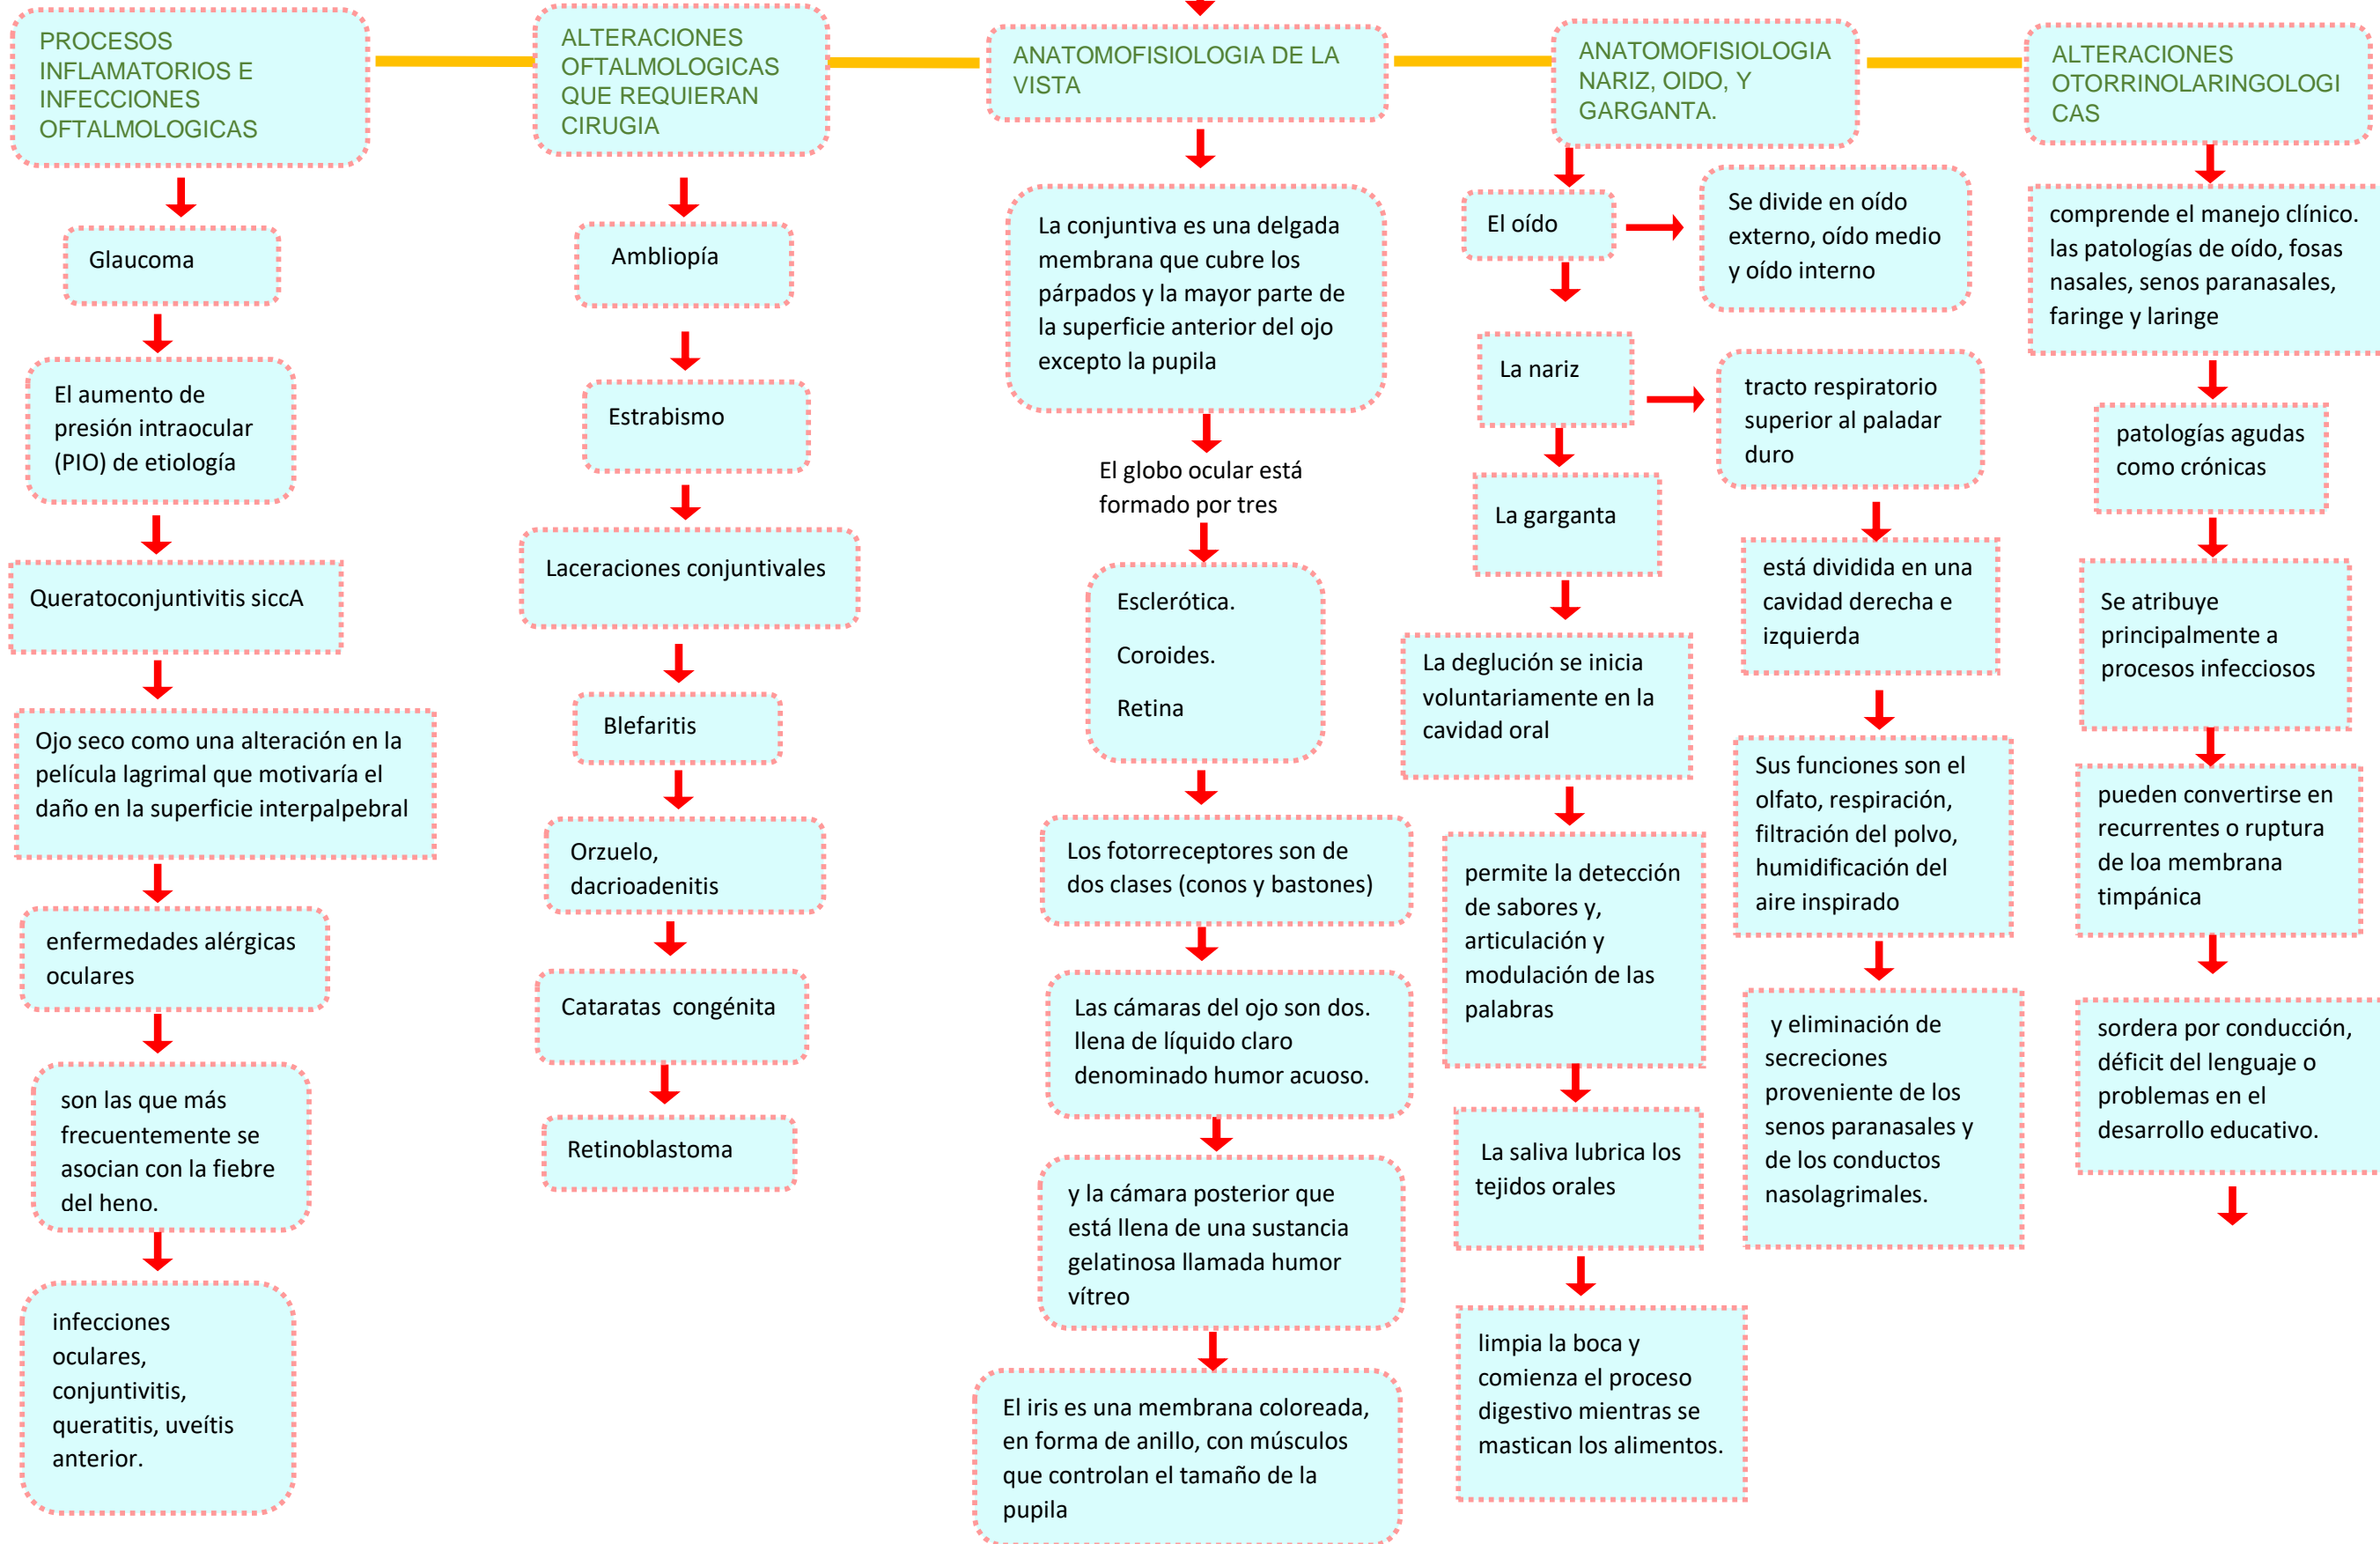 PROCESOS
INFLAMATORIOS E
INFECCIONES
OFTALMOLOGICAS
Glaucoma
El aumento de
presión intraocular
(PIO) de etiología
Queratoconjuntivitis siccA
Ojo seco como una alteración en la
película lagrimal que motivaría el
daño en la superficie interpalpebral
enfermedades alérgicas
oculares
son las que más
frecuentemente se
asocian con la fiebre
del heno.
infecciones
oculares,
conjuntivitis,
queratitis, uveítis
anterior.
ALTERACIONES
OFTALMOLOGICAS
QUE REQUIERAN
CIRUGIA
Ambliopía
Estrabismo
Laceraciones conjuntivales
Blefaritis
Orzuelo,
dacrioadenitis
Cataratas congénita
Retinoblastoma
ANATOMOFISIOLOGIA DE LA
VISTA
La conjuntiva es una delgada
membrana que cubre los
párpados y la mayor parte de
la superficie anterior del ojo
excepto la pupila
El globo ocular está
formado por tres
Esclerótica.
Coroides.
Retina
Los fotorreceptores son de
dos clases (conos y bastones)
Las cámaras del ojo son dos.
llena de líquido claro
denominado humor acuoso.
y la cámara posterior que
está llena de una sustancia
gelatinosa llamada humor
vítreo
El iris es una membrana coloreada,
en forma de anillo, con músculos
que controlan el tamaño de la
pupila
ANATOMOFISIOLOGIA
NARIZ, OIDO, Y
GARGANTA.
El oído
Se divide en oído
externo, oído medio
y oído interno
La nariz
tracto respiratorio
superior al paladar
duro
está dividida en una
cavidad derecha e
izquierda
Sus funciones son el
olfato, respiración,
filtración del polvo,
humidificación del
aire inspirado
y eliminación de
secreciones
proveniente de los
senos paranasales y
de los conductos
nasolagrimales.
La garganta
La deglución se inicia
voluntariamente en la
cavidad oral
permite la detección
de sabores y,
articulación y
modulación de las
palabras
La saliva lubrica los
tejidos orales
limpia la boca y
comienza el proceso
digestivo mientras se
mastican los alimentos.
ALTERACIONES
OTORRINOLARINGOLOGI
CAS
comprende el manejo clínico.
las patologías de oído, fosas
nasales, senos paranasales,
faringe y laringe
patologías agudas
como crónicas
Se atribuye
principalmente a
procesos infecciosos
pueden convertirse en
recurrentes o ruptura
de loa membrana
timpánica
sordera por conducción,
déficit del lenguaje o
problemas en el
desarrollo educativo.